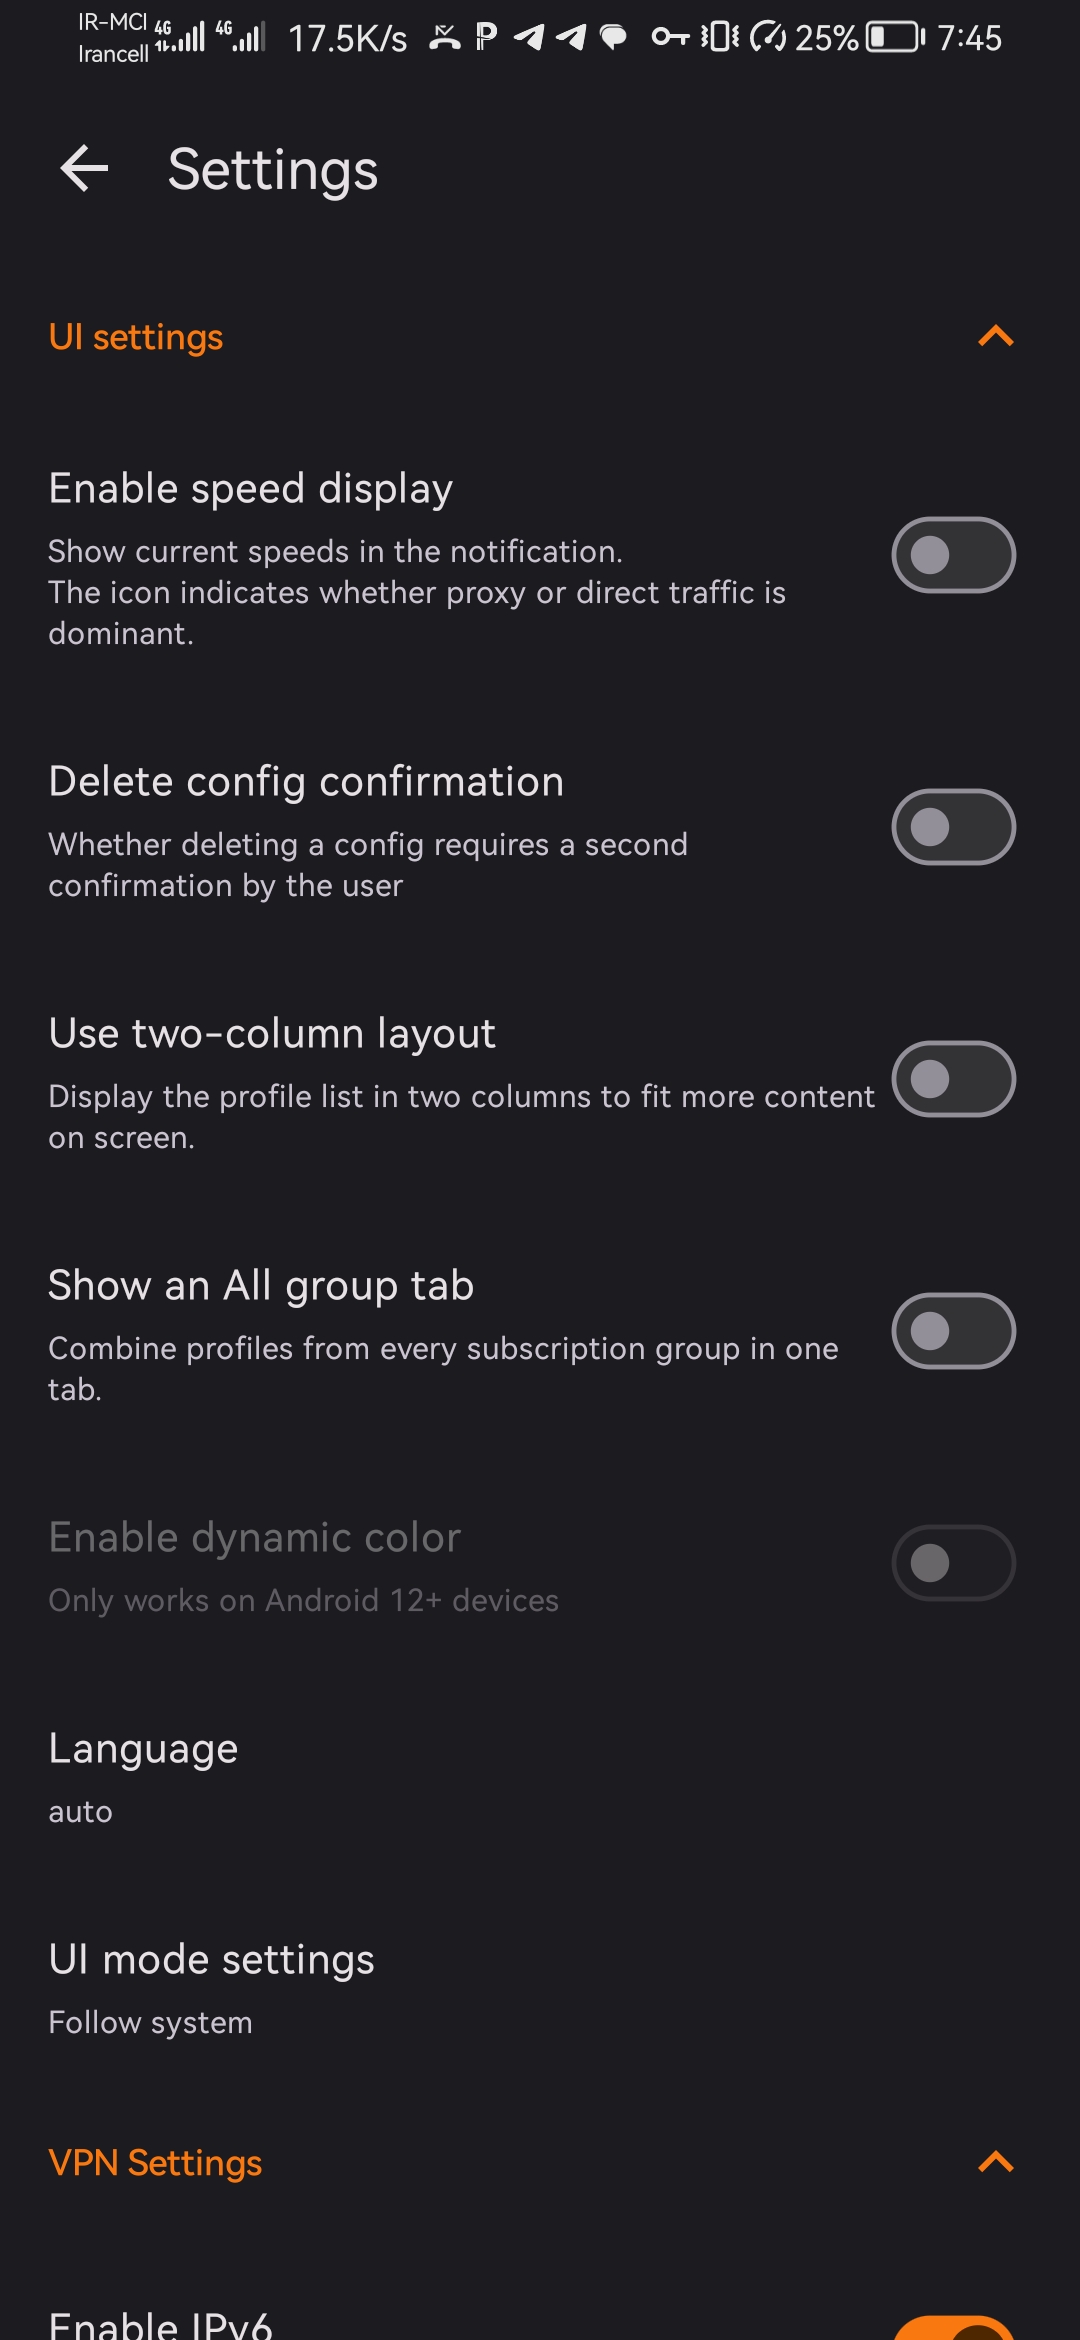 IR-MCI
Irancell
4G 4G 17.5K/s 25% 7:45
Settings
UI settings
Enable speed display
Show current speeds in the notification.
The icon indicates whether proxy or direct traffic is
dominant.
Delete config confirmation
Whether deleting a config requires a second
confirmation by the user
Use two-column layout
Display the profile list in two columns to fit more content
on screen.
Show an All group tab
Combine profiles from every subscription group in one
tab.
Enable dynamic color
Only works on Android 12+ devices
Language
auto
UI mode settings
Follow system
VPN Settings
Enable IPv6